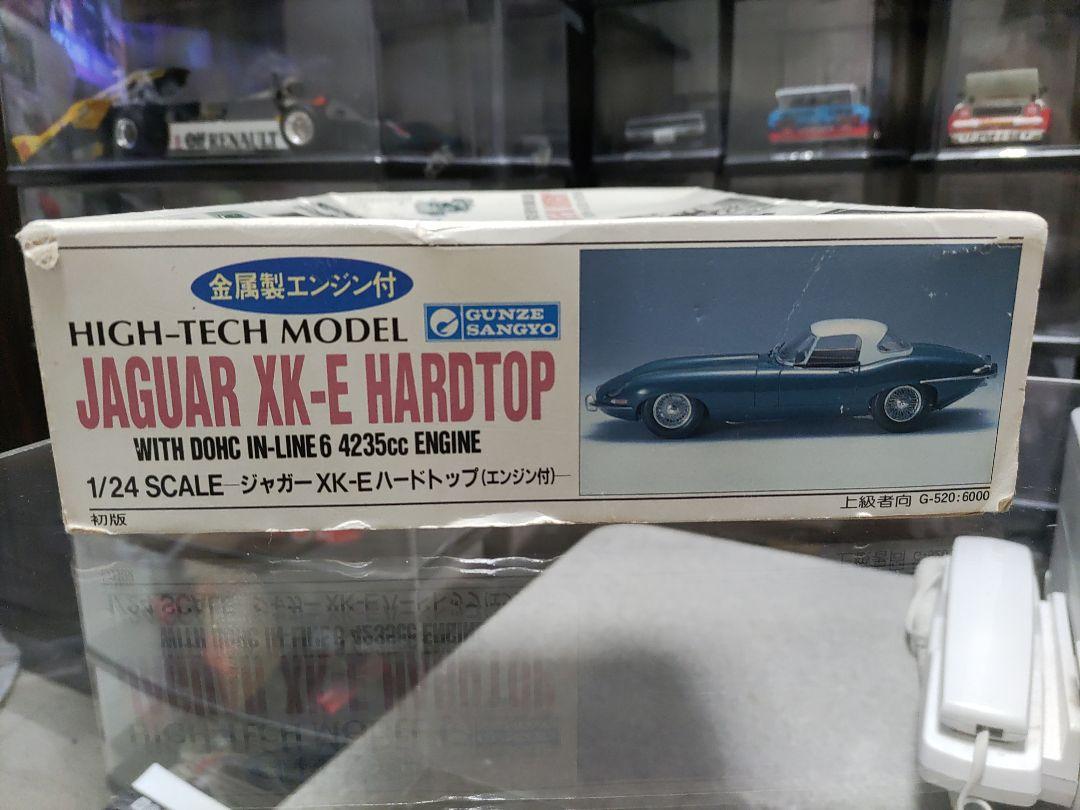 RENAULT
金属製エンジン付
HIGH-TECH MODEL
GUNZE
SANGYO
JAGUAR XK-E HARDTOP
WITH DOHC IN-LINE 6 4235cc ENGINE
1/24 SCALE ジャガー XK-E ハードトップ(エンジン付)
初版
上級者向 G-520:6000